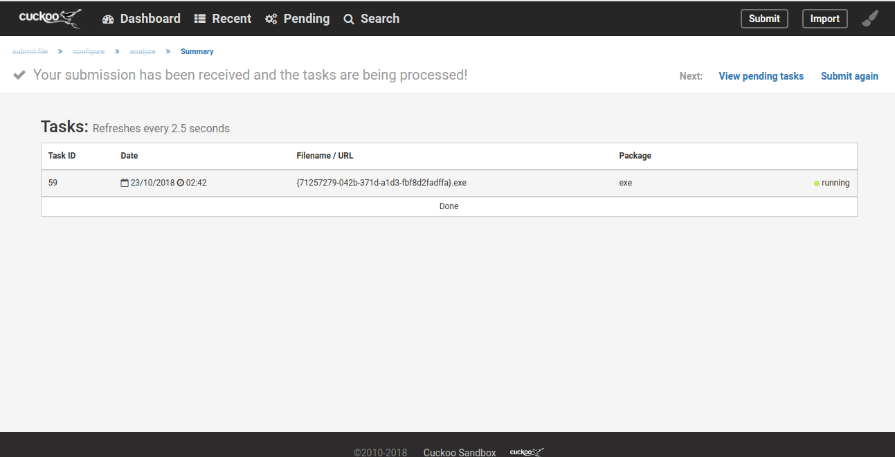 cuckoo Dashboard Recent Pending Search Submit Import
submit file » configure » analyze » Summary
Your submission has been received and the tasks are being processed! Next: View pending tasks Submit again
Tasks: Refreshes every 2.5 seconds
Task ID Date Filename / URL Package
59 23/10/2018 02:42 {71257279-042b-371d-a1d3-fbf8d2fadffa}.exe exe running
Done
©2010-2018 Cuckoo Sandbox cuckoo